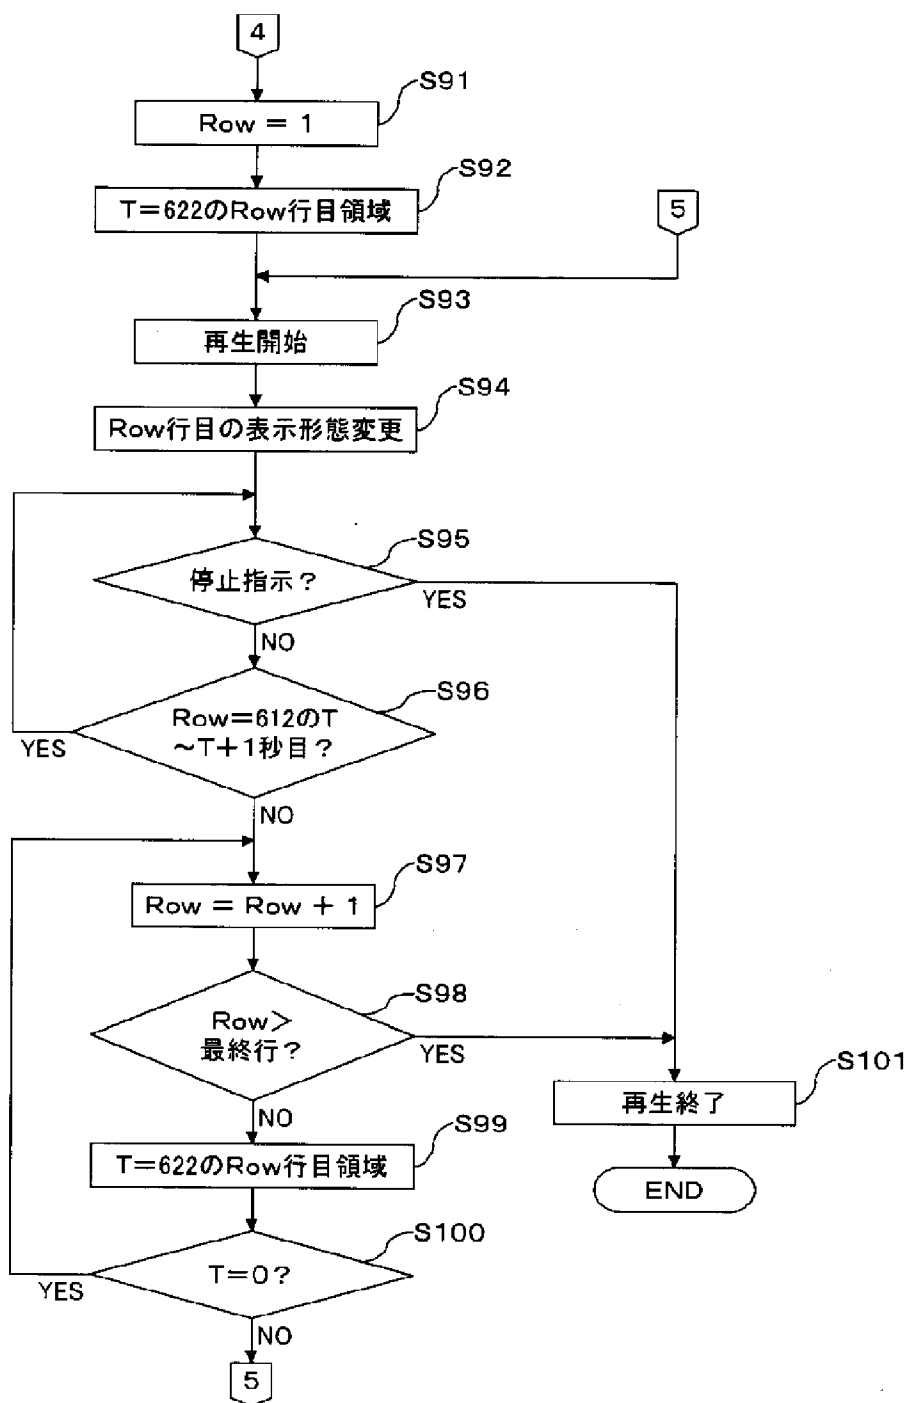 4
S91
Row = 1
S92
T=622のRow行目領域
5
S93
再生開始
S94
Row行目の表示形態変更
S95
停止指示?
YES
NO
S96
Row=612のT
~T+1秒目?
YES
NO
S97
Row = Row + 1
S98
Row>
最終行?
YES
NO
S101
再生終了
S99
T=622のRow行目領域
END
S100
T=0?
YES
NO
5